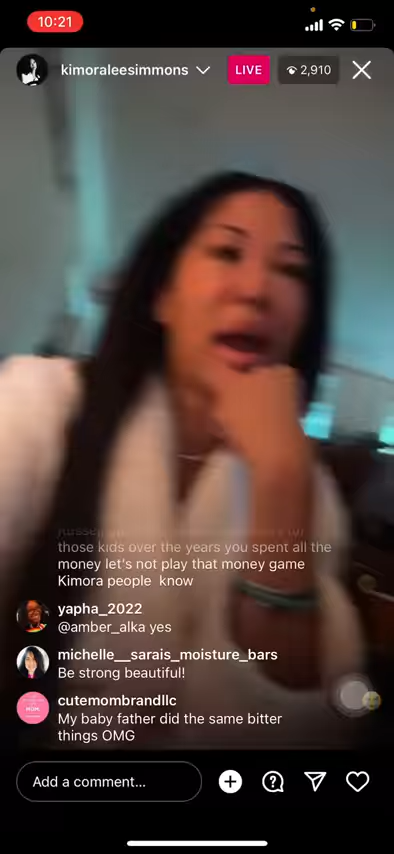 10:21
kimoraleesimmons
LIVE
2,910
those kids over the years you spent all the
money let's not play that money game
Kimora people know
yapha_2022
@amber_alka yes
michelle__sarais_moisture_bars
Be strong beautiful!
cutemombrandllc
My baby father did the same bitter
things OMG
Add a comment...